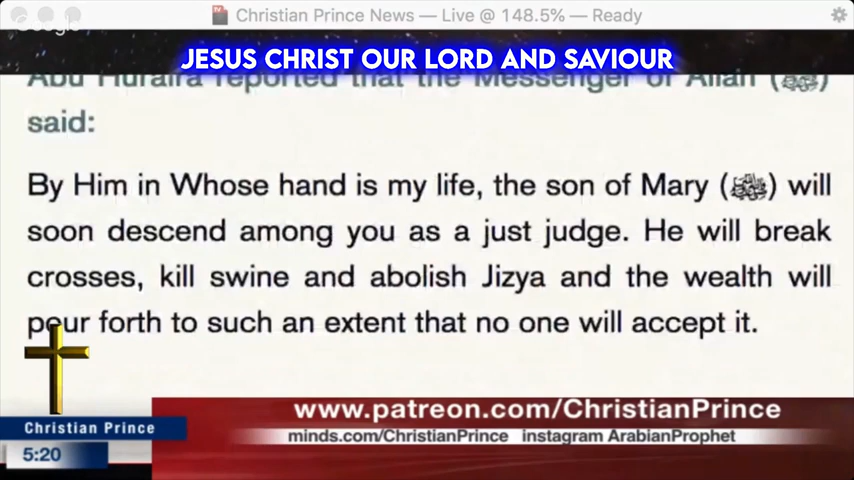 Christian Prince News — Live @ 148.5% — Ready
Google
JESUS CHRIST OUR LORD AND SAVIOUR
Abu Huraira reported that the Messenger of Allah (ﷺ)
said:
By Him in Whose hand is my life, the son of Mary (ﷺ) will
soon descend among you as a just judge. He will break
crosses, kill swine and abolish Jizya and the wealth will
pour forth to such an extent that no one will accept it.
www.patreon.com/ChristianPrince
Christian Prince
minds.com/ChristianPrince instagram ArabianProphet
5:20